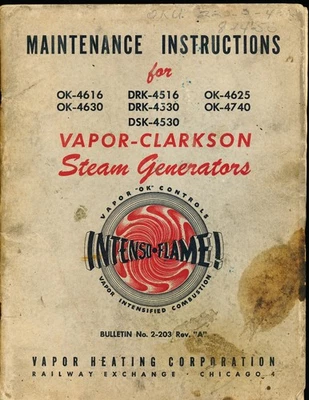 MAINTENANCE INSTRUCTIONS
for
OK-4616 DRK-4516 OK-4625
OK-4630 DRK-4530 OK-4740
DSK-4530
VAPOR-CLARKSON
Steam Generators
VAPOR "OK" CONTROLS
INTENSO-FLAME!
VAPOR INTENSIFIED COMBUSTION
BULLETIN No. 2-203 Rev. "A"
VAPOR HEATING CORPORATION
RAILWAY EXCHANGE · CHICAGO 4